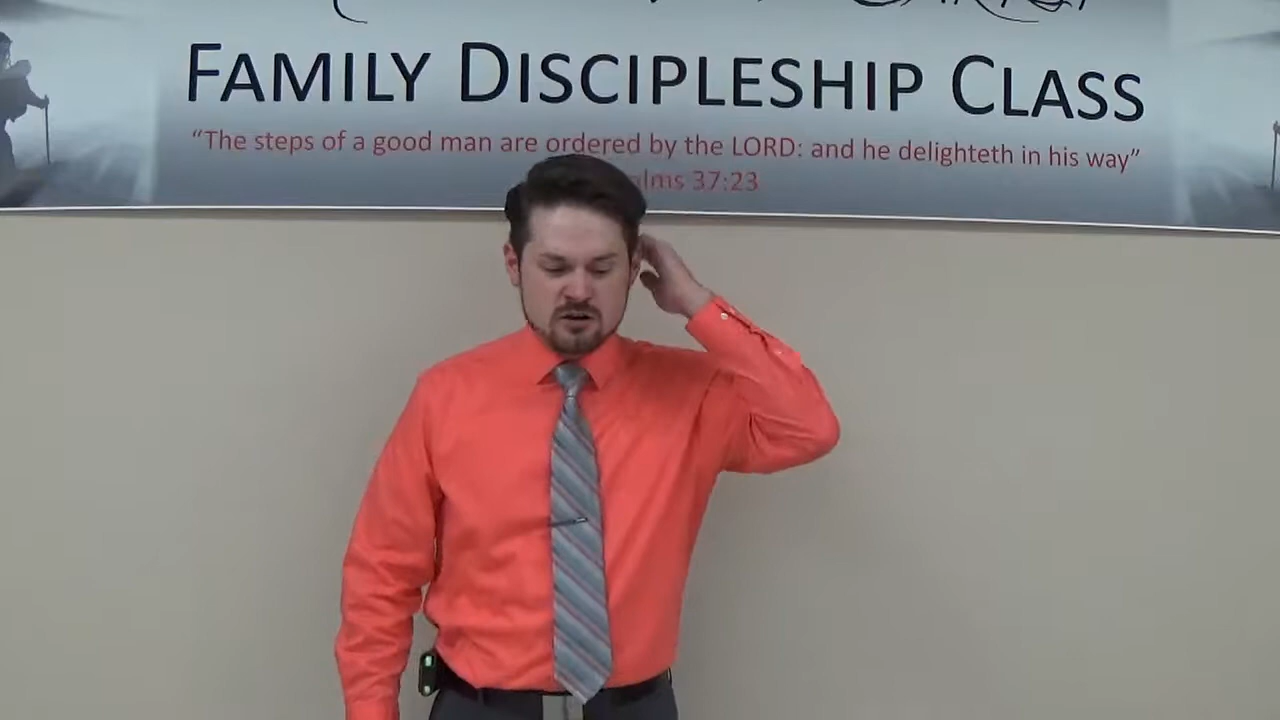 FAMILY DISCIPLESHIP CLASS
“The steps of a good man are ordered by the LORD: and he delighteth in his way”
37:23